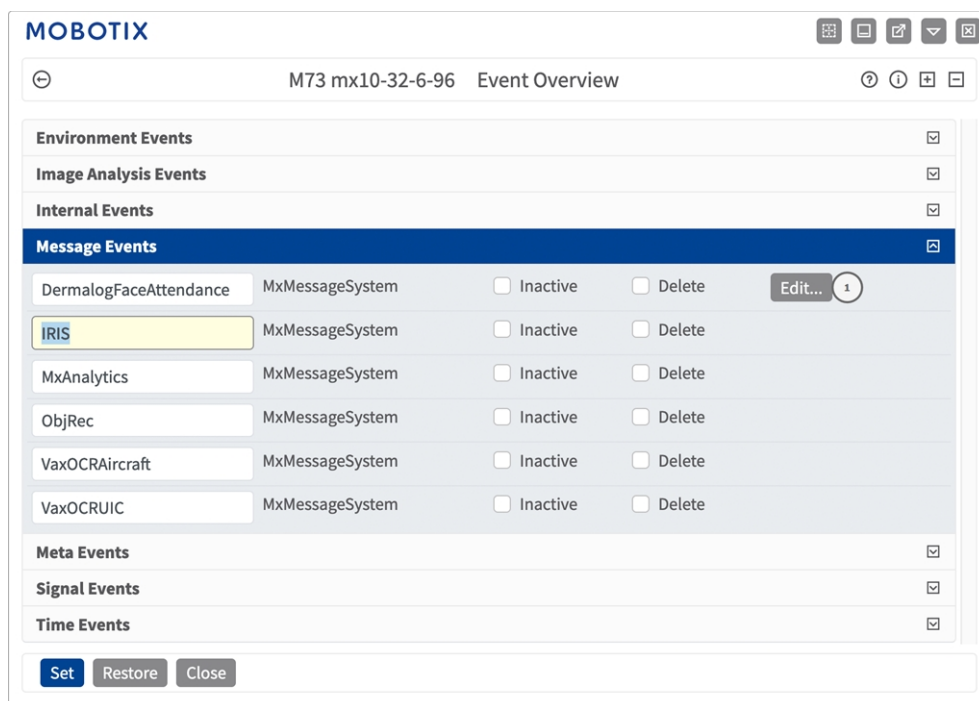 MOBOTIX
M73 mx10-32-6-96 Event Overview
Environment Events
Image Analysis Events
Internal Events
Message Events
DermalogFaceAttendance MxMessageSystem Inactive Delete Edit... 1
IRIS MxMessageSystem Inactive Delete
MxAnalytics MxMessageSystem Inactive Delete
ObjRec MxMessageSystem Inactive Delete
VaxOCRAircraft MxMessageSystem Inactive Delete
VaxOCRUIC MxMessageSystem Inactive Delete
Meta Events
Signal Events
Time Events
Set Restore Close